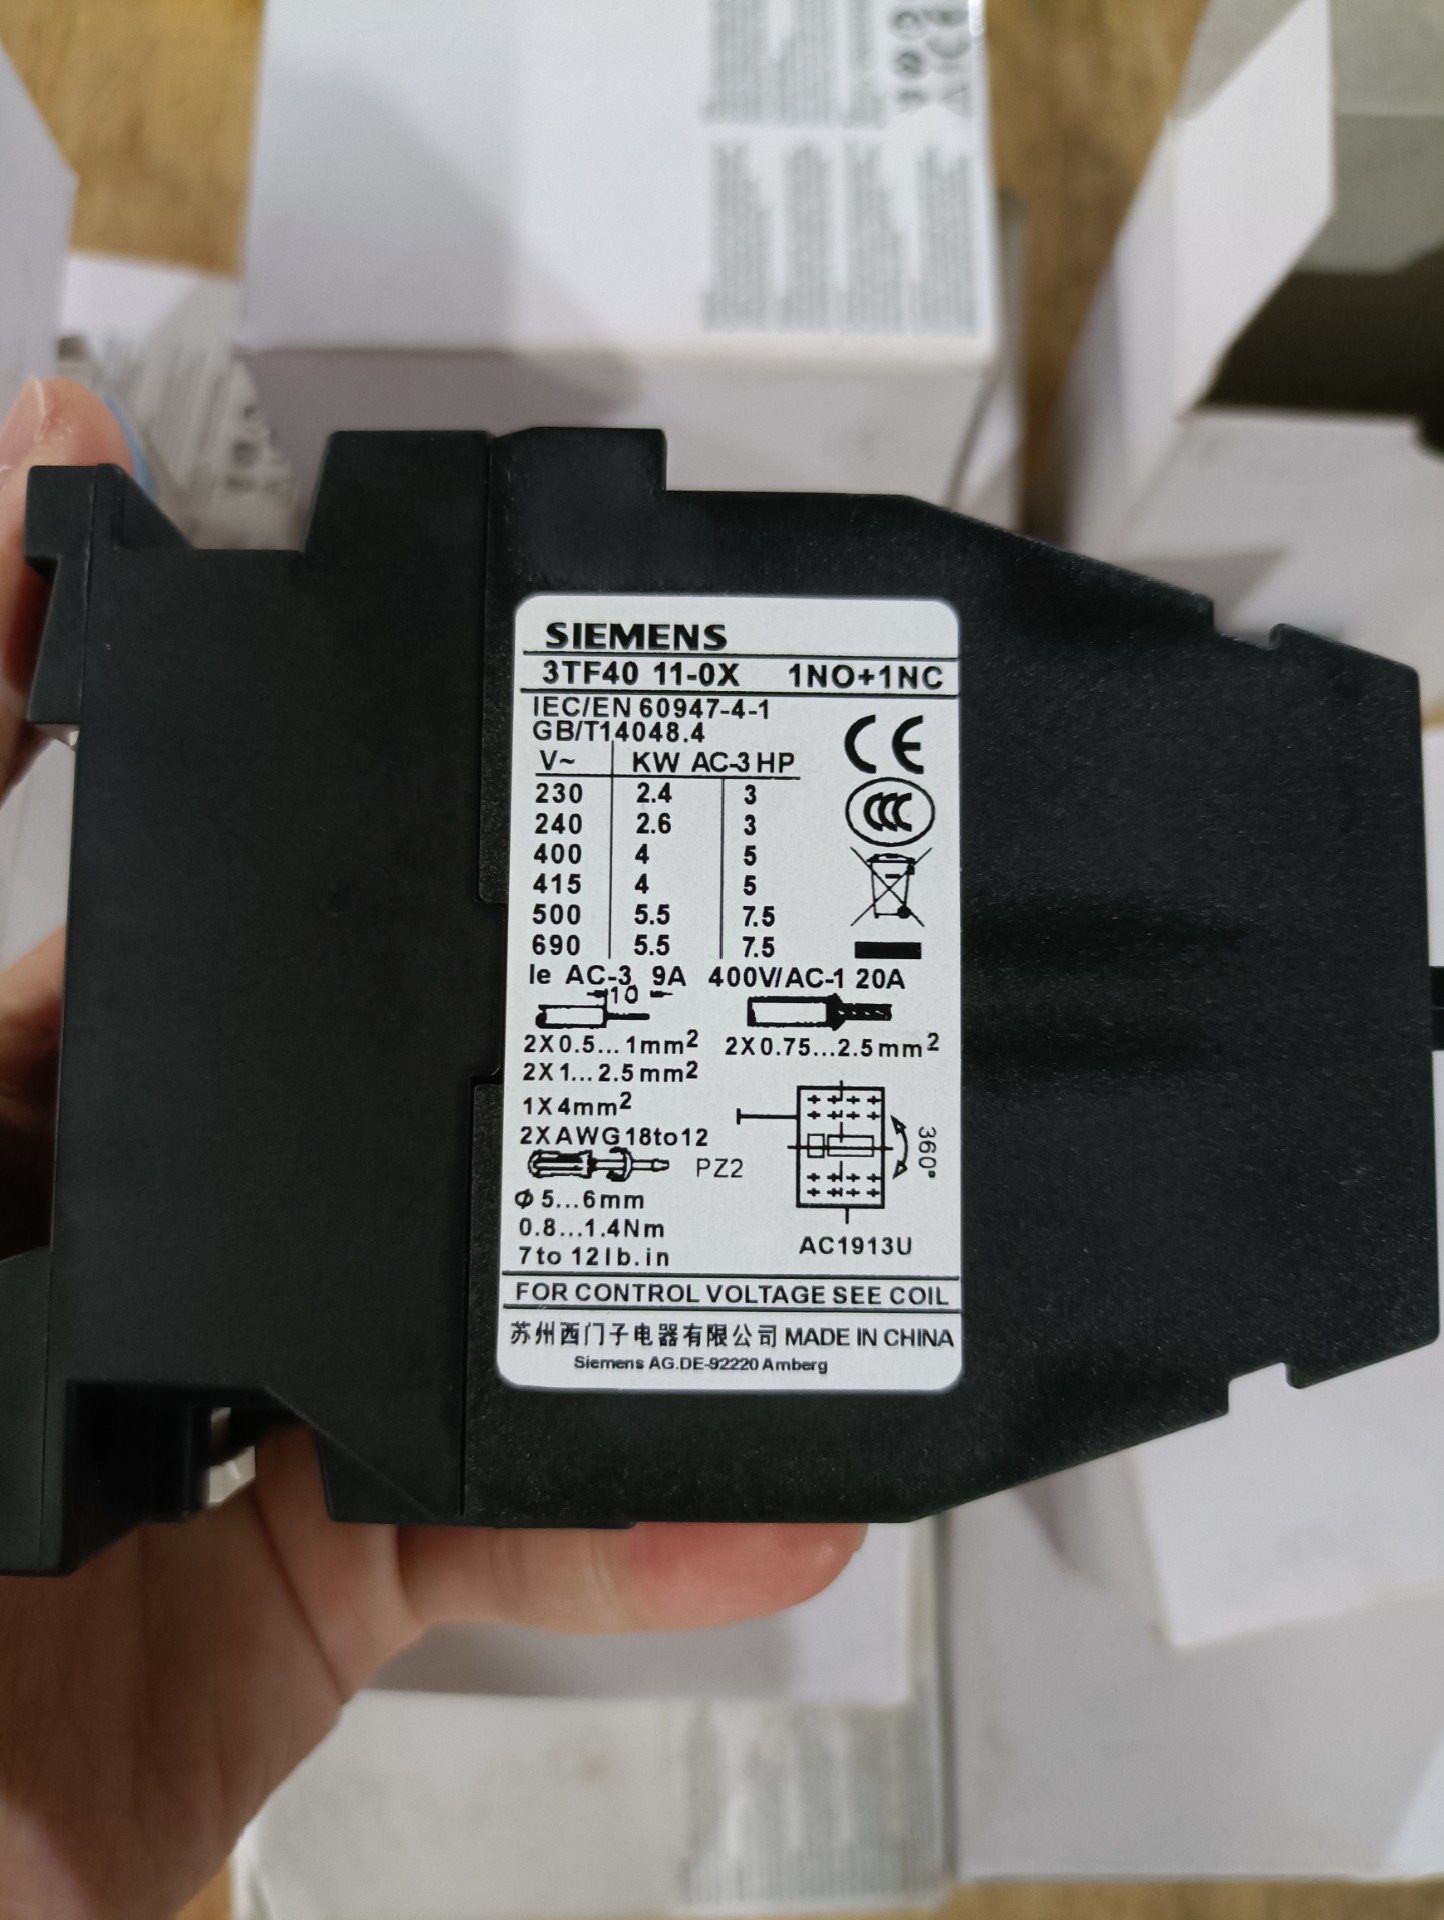 SIEMENS
3TF40 11-0X 1NO+1NC
IEC/EN 60947-4-1
GB/T14048.4
V~ KW AC-3 HP
230 2.4 3
240 2.6 3
400 4 5
415 4 5
500 5.5 7.5
690 5.5 7.5
Ie AC-3 9A 400V/AC-1 20A
10
2X0.5...1mm² 2X0.75...2.5mm²
2X1...2.5mm²
1X4mm²
2XAWG18to12
PZ2
360°
Φ5...6mm
0.8...1.4Nm
7to 12lb.in
AC1913U
FOR CONTROL VOLTAGE SEE COIL
苏州西门子电器有限公司 MADE IN CHINA
Siemens AG.DE-92220 Amberg
CE
CCC